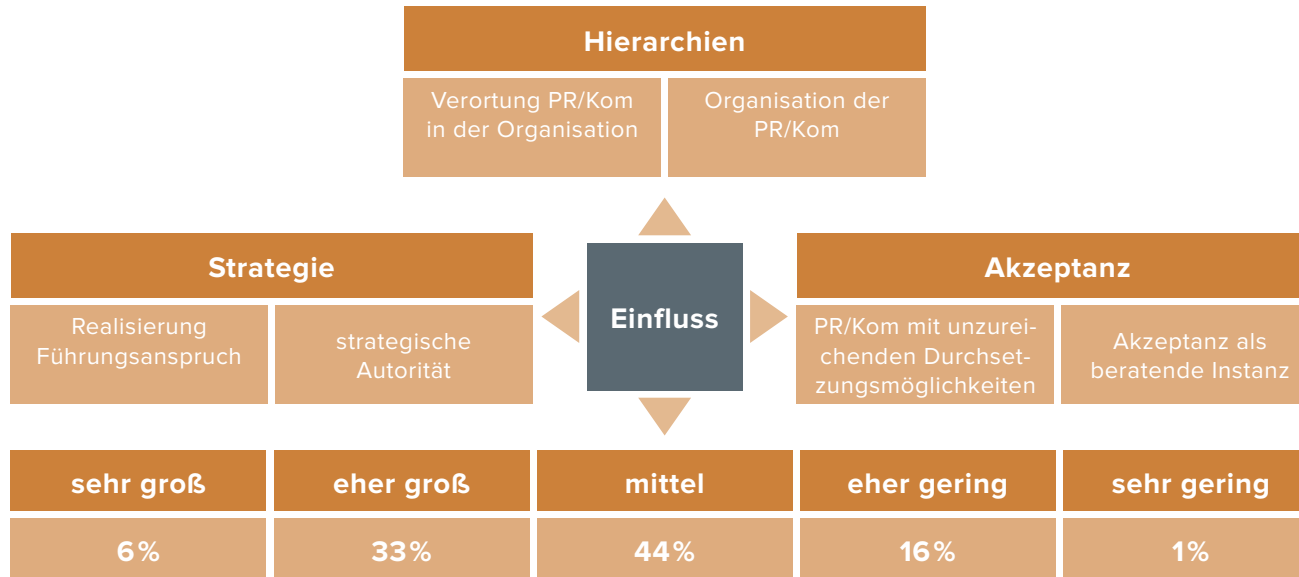 Hierarchien
Verortung PR/Kom
in der Organisation
Organisation der
PR/Kom
Strategie
Realisierung
Führungsanspruch
strategische
Autorität
Einfluss
Akzeptanz
PR/Kom mit unzurei-
chenden Durchset-
zungsmöglichkeiten
Akzeptanz als
beratende Instanz
sehr groß
eher groß
mittel
eher gering
sehr gering
6 %
33 %
44 %
16 %
1 %